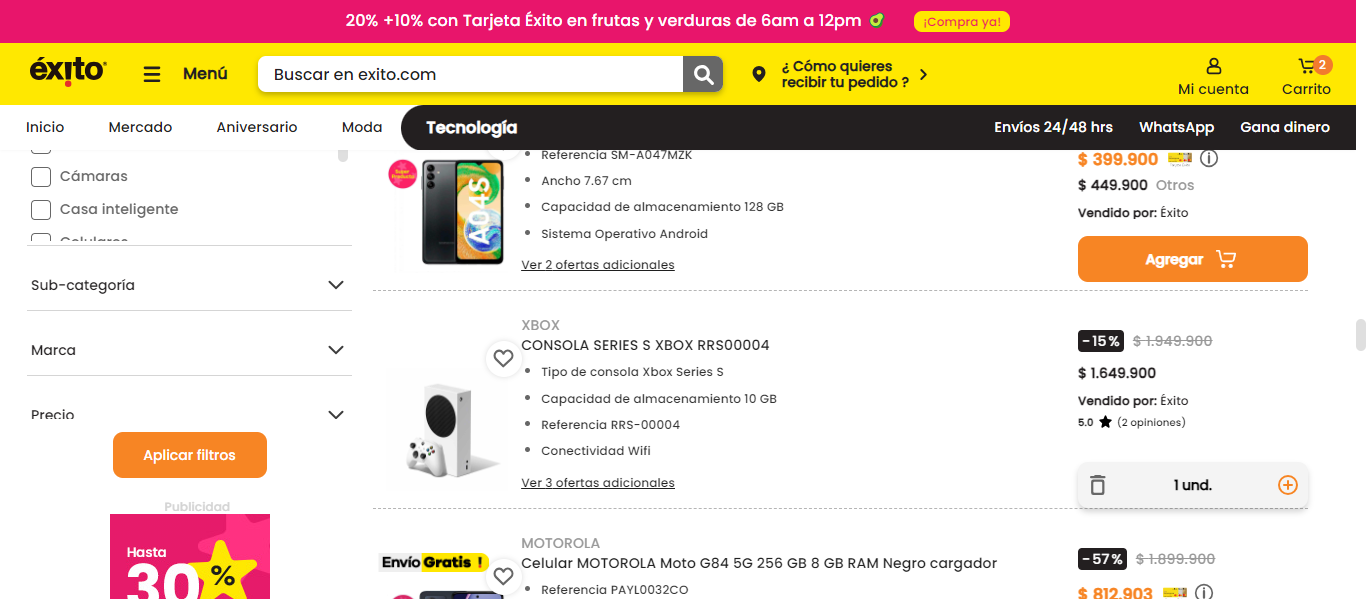 20% +10% con Tarjeta Éxito en frutas y verduras de 6am a 12pm
¡Compra ya!
éxito
Menú
Buscar en exito.com
¿ Cómo quieres
recibir tu pedido ?
Mi cuenta
2
Carrito
Inicio
Mercado
Aniversario
Moda
Tecnología
Envíos 24/48 hrs
WhatsApp
Gana dinero
Cámaras
Casa inteligente
Celulares
Sub-categoría
Marca
Precio
Aplicar filtros
Publicidad
Hasta
30 %
Super
A04S
Referencia SM-A047MZK
Ancho 7.67 cm
Capacidad de almacenamiento 128 GB
Sistema Operativo Android
Ver 2 ofertas adicionales
$ 399.900
$ 449.900 Otros
Vendido por: Éxito
Agregar
XBOX
CONSOLA SERIES S XBOX RRS00004
Tipo de consola Xbox Series S
Capacidad de almacenamiento 10 GB
Referencia RRS-00004
Conectividad Wifi
Ver 3 ofertas adicionales
-15% $ 1.949.900
$ 1.649.900
Vendido por: Éxito
5.0 ★ (2 opiniones)
1 und.
Envío Gratis !
MOTOROLA
Celular MOTOROLA Moto G84 5G 256 GB 8 GB RAM Negro cargador
Referencia PAYL0032CO
-57% $ 1.899.900
$ 812.903